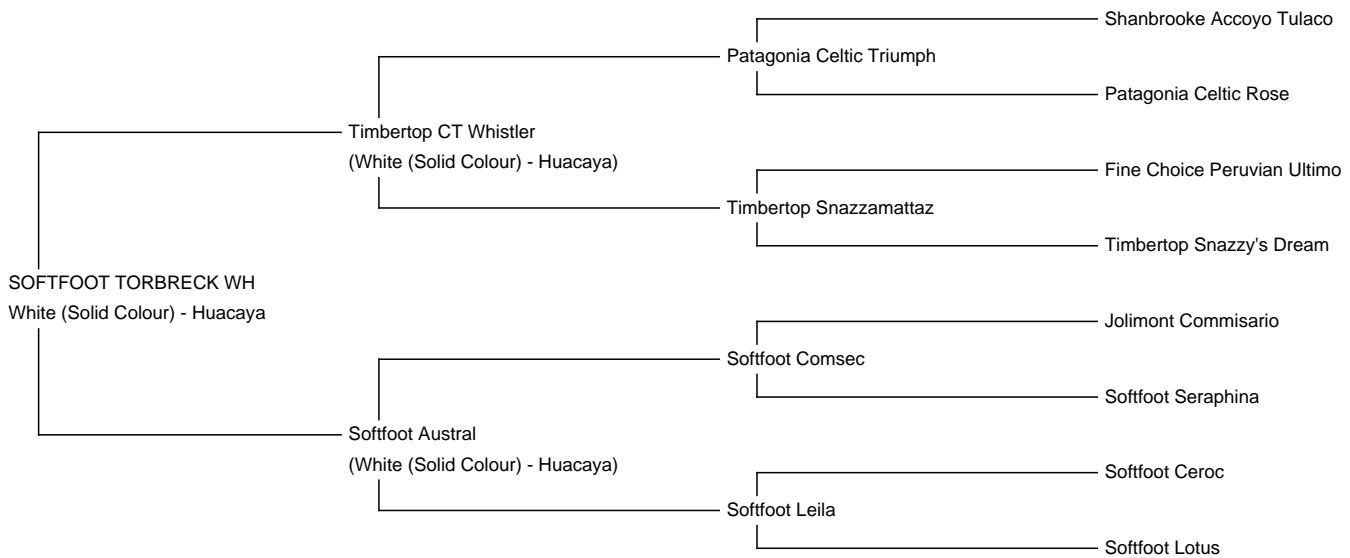 Shanbrooke Accoyo Tulaco
Patagonia Celtic Triumph
Patagonia Celtic Rose
Timbertop CT Whistler
(White (Solid Colour) - Huacaya)
Fine Choice Peruvian Ultimo
Timbertop Snazzamattaz
Timbertop Snazzy's Dream
SOFTFOOT TORBRECK WH
White (Solid Colour) - Huacaya
Jolimont Commisario
Softfoot Comsec
Softfoot Seraphina
Softfoot Austral
(White (Solid Colour) - Huacaya)
Softfoot Ceroc
Softfoot Leila
Softfoot Lotus